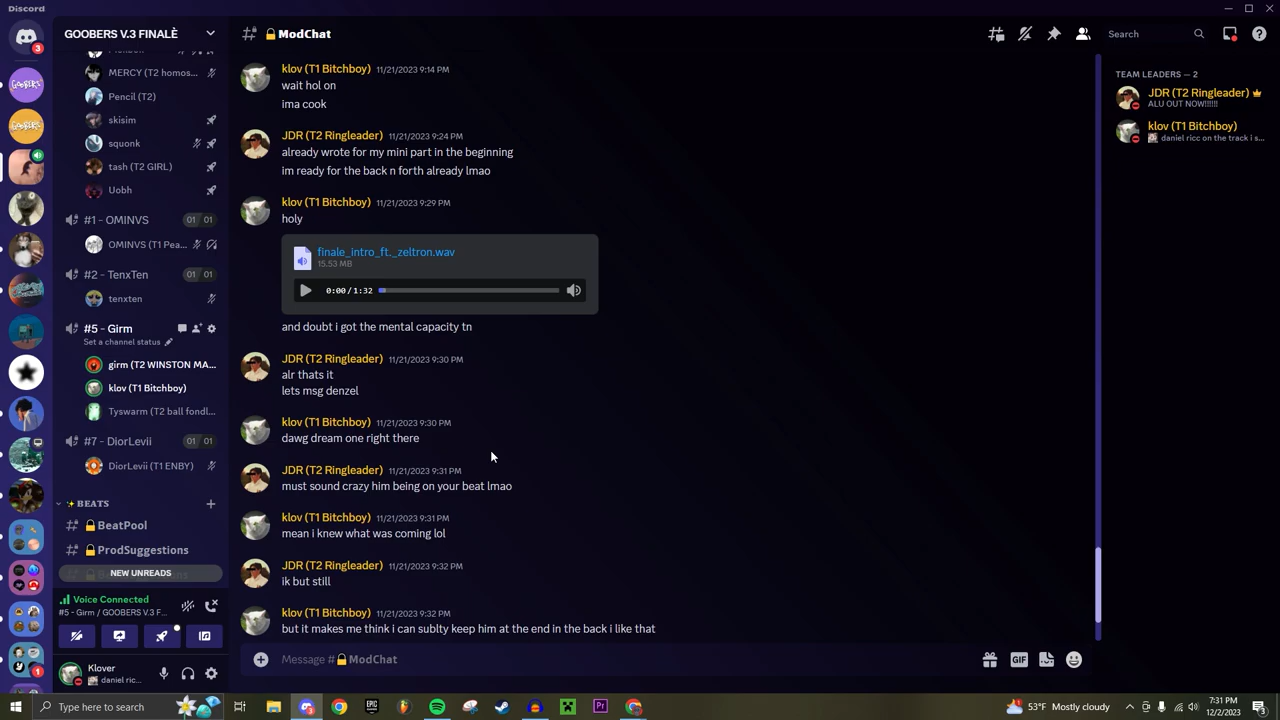 Discord
GOOBERS V.3 FINALÈ
MERCY (T2 homos...
Pencil (T2)
skisim
squonk
tash (T2 GIRL)
Uobh
#1 - OMINVS
01 01
OMINVS (T1 Pea...
#2 - TenxTen
01 01
tenxten
#5 - Girm
Set a channel status
girm (T2 WINSTON MA...
klov (T1 Bitchboy)
Tyswarm (T2 ball fondl...
#7 - DiorLevii
01 01
DiorLevii (T1 ENBY)
BEATS
BeatPool
ProdSuggestions
NEW UNREADS
Voice Connected
#5 - Girm / GOOBERS V.3 F...
Klover
daniel ric...
3
1
ModChat
Search
klov (T1 Bitchboy) 11/21/2023 9:14 PM
wait hol on
ima cook
JDR (T2 Ringleader) 11/21/2023 9:24 PM
already wrote for my mini part in the beginning
im ready for the back n forth already lmao
klov (T1 Bitchboy) 11/21/2023 9:29 PM
holy
finale_intro_ft._zeltron.wav
15.53 MB
0:00 / 1:32
and doubt i got the mental capacity tn
JDR (T2 Ringleader) 11/21/2023 9:30 PM
alr thats it
lets msg denzel
klov (T1 Bitchboy) 11/21/2023 9:30 PM
dawg dream one right there
JDR (T2 Ringleader) 11/21/2023 9:31 PM
must sound crazy him being on your beat lmao
klov (T1 Bitchboy) 11/21/2023 9:31 PM
mean i knew what was coming lol
JDR (T2 Ringleader) 11/21/2023 9:32 PM
ik but still
klov (T1 Bitchboy) 11/21/2023 9:32 PM
but it makes me think i can sublty keep him at the end in the back i like that
Message #ModChat
GIF
TEAM LEADERS — 2
JDR (T2 Ringleader)
ALU OUT NOW!!!!!!
klov (T1 Bitchboy)
daniel ricc on the track i s...
Type here to search
EPIC
Pr
53°F Mostly cloudy
7:31 PM
12/2/2023